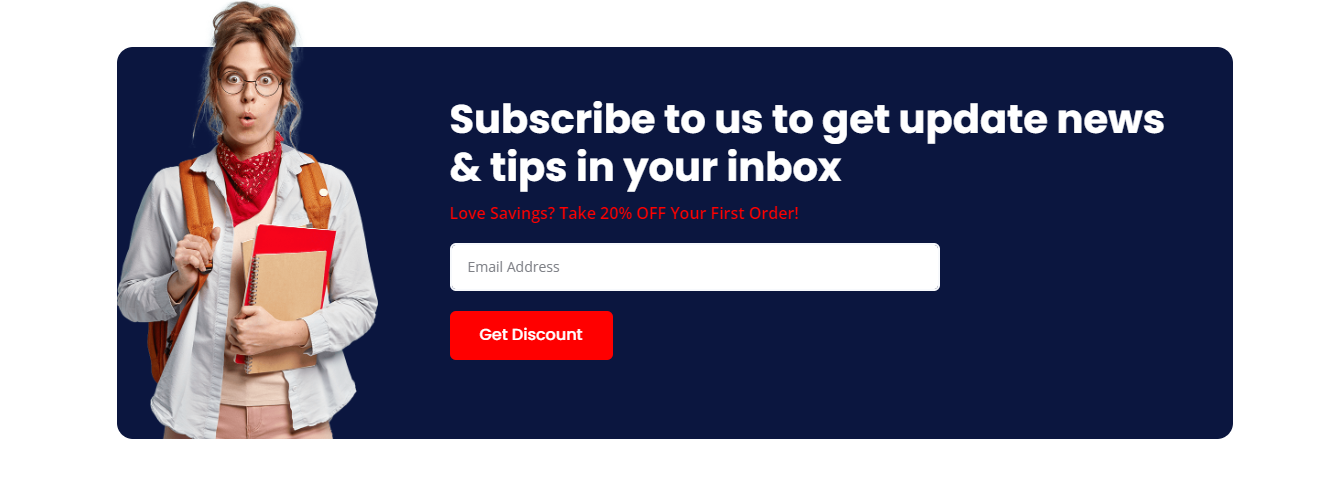 Subscribe to us to get update news
& tips in your inbox
Love Savings? Take 20% OFF Your First Order!
Email Address
Get Discount